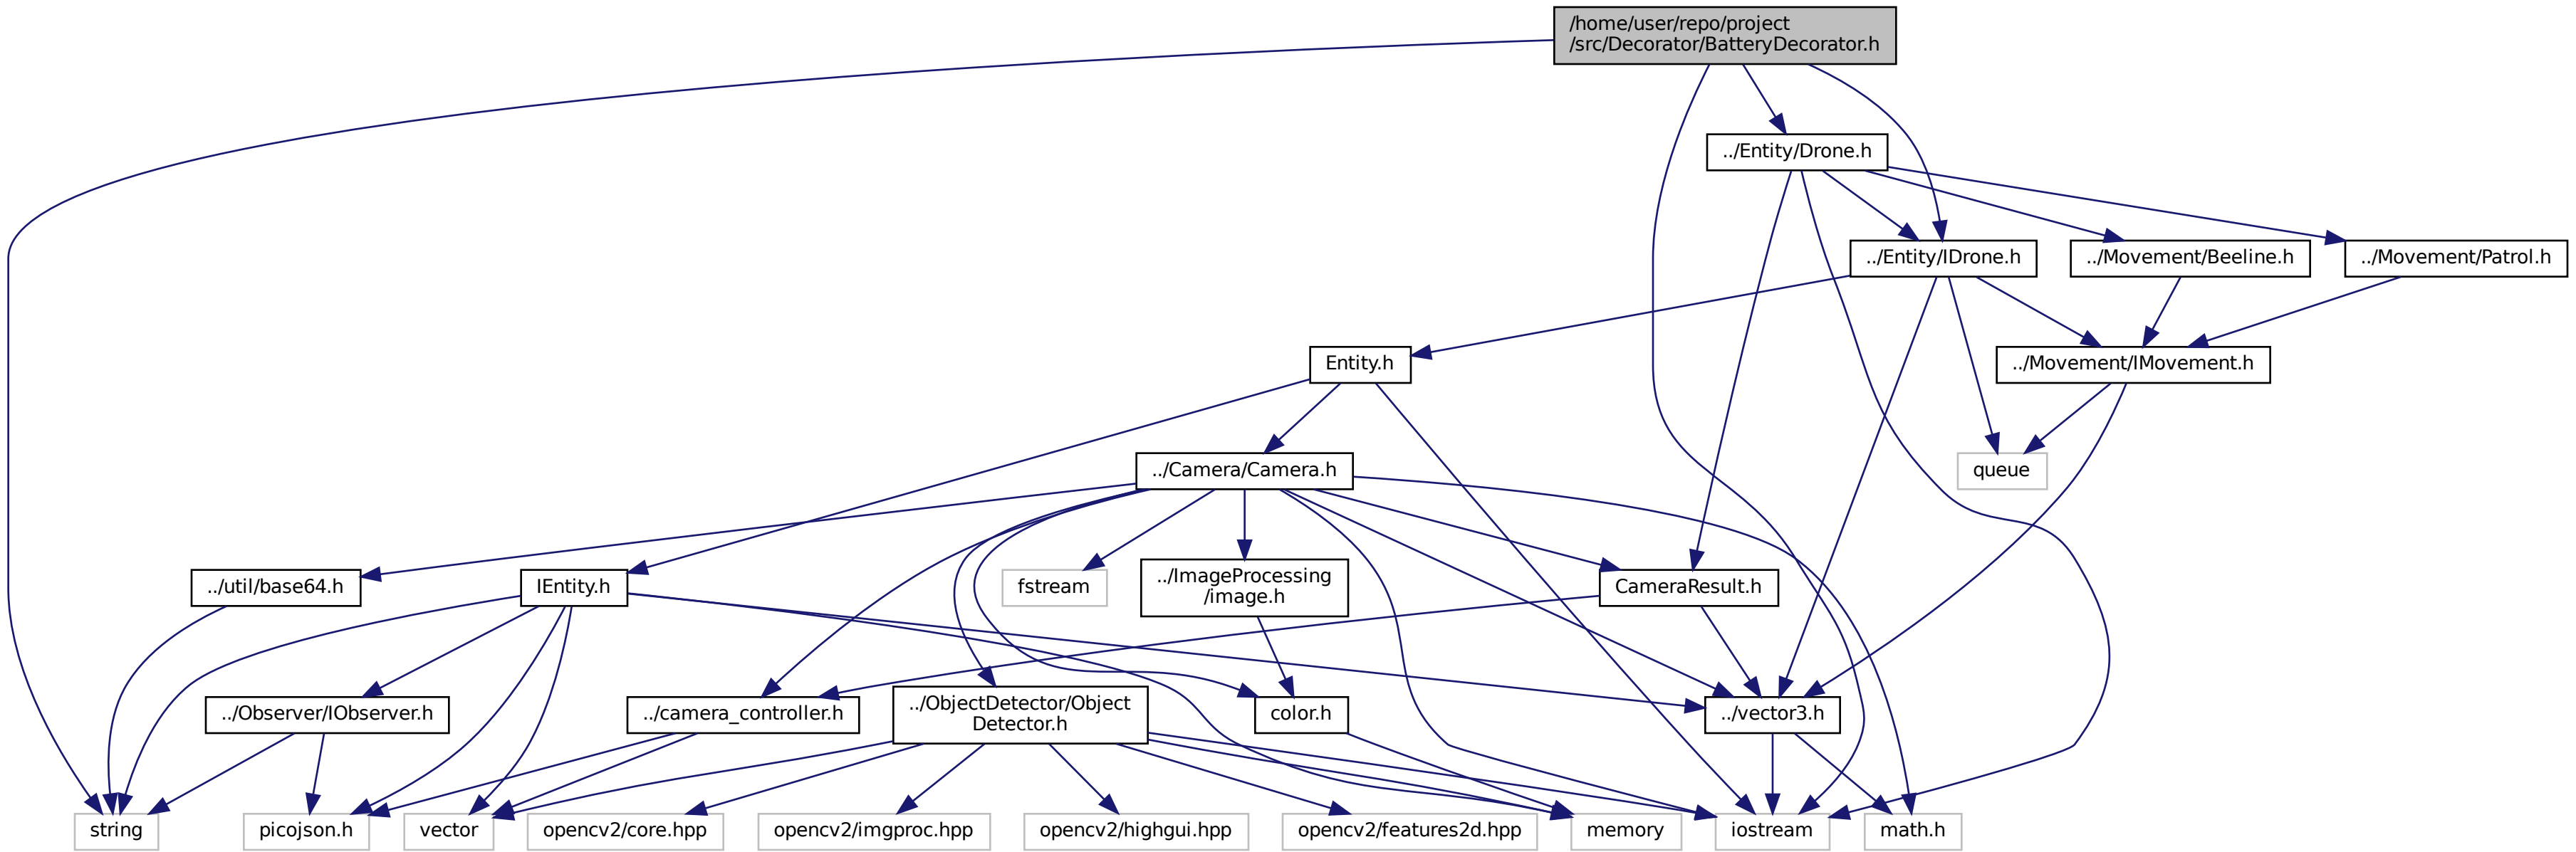 /home/user/repo/project
/src/Decorator/BatteryDecorator.h
../Entity/Drone.h
../Entity/IDrone.h
../Movement/Beeline.h
../Movement/Patrol.h
Entity.h
../Movement/IMovement.h
../Camera/Camera.h
queue
../util/base64.h
IEntity.h
fstream
../ImageProcessing
/image.h
CameraResult.h
../Observer/IObserver.h
../camera_controller.h
../ObjectDetector/Object
Detector.h
color.h
../vector3.h
string
picojson.h
vector
opencv2/core.hpp
opencv2/imgproc.hpp
opencv2/highgui.hpp
opencv2/features2d.hpp
memory
iostream
math.h